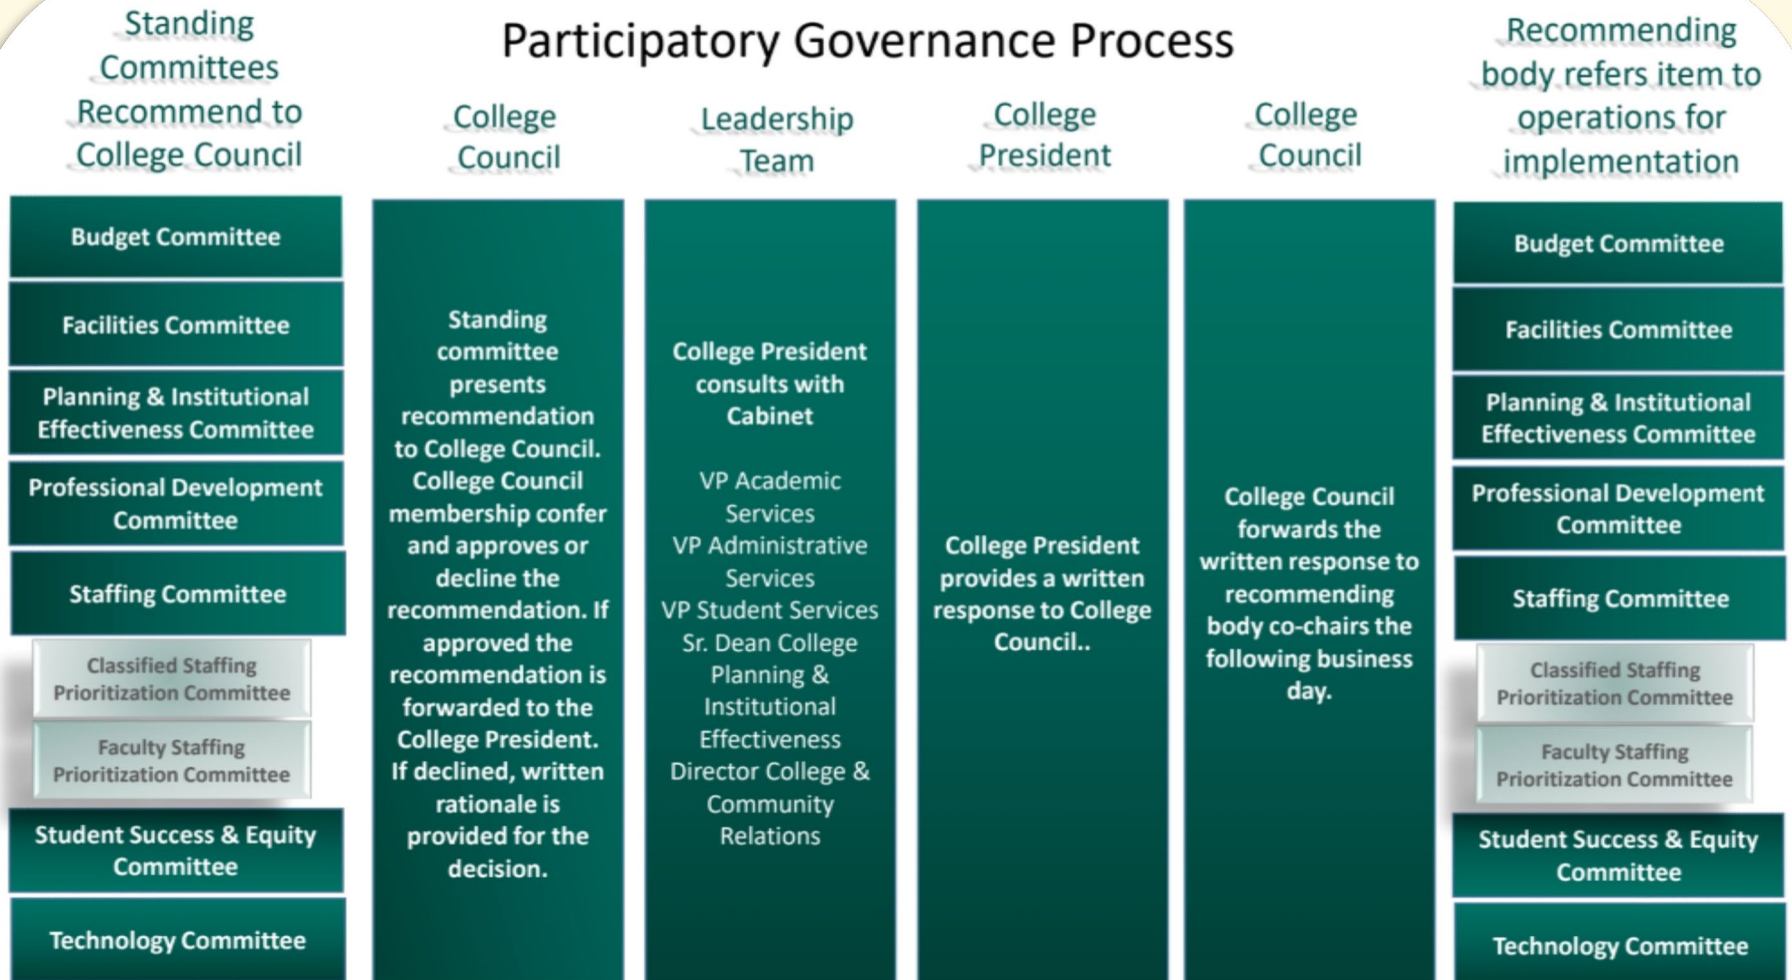 Participatory Governance Process
Standing
Committees
Recommend to
College Council
Budget Committee
Facilities Committee
Planning & Institutional
Effectiveness Committee
Professional Development
Committee
Staffing Committee
Classified Staffing
Prioritization Committee
Faculty Staffing
Prioritization Committee
Student Success & Equity
Committee
Technology Committee
College
Council
Standing
committee
presents
recommendation
to College Council.
College Council
membership confer
and approves or
decline the
recommendation. If
approved the
recommendation is
forwarded to the
College President.
If declined, written
rationale is
provided for the
decision.
Leadership
Team
College President
consults with
Cabinet
VP Academic
Services
VP Administrative
Services
VP Student Services
Sr. Dean College
Planning &
Institutional
Effectiveness
Director College &
Community
Relations
College
President
College President
provides a written
response to College
Council..
College
Council
College Council
forwards the
written response to
recommending
body co-chairs the
following business
day.
Recommending
body refers item to
operations for
implementation
Budget Committee
Facilities Committee
Planning & Institutional
Effectiveness Committee
Professional Development
Committee
Staffing Committee
Classified Staffing
Prioritization Committee
Faculty Staffing
Prioritization Committee
Student Success & Equity
Committee
Technology Committee